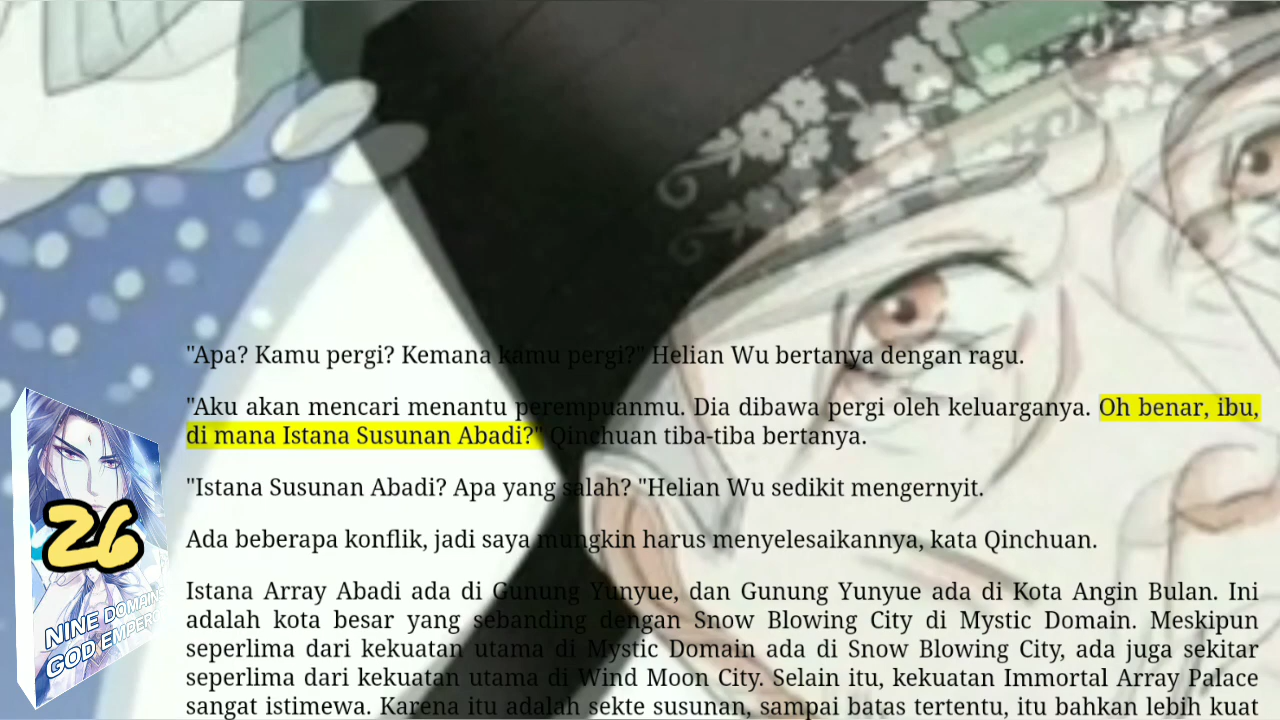 "Apa? Kamu pergi? Kemana kamu pergi?" Helian Wu bertanya dengan ragu.
"Aku akan mencari menantu perempuanmu. Dia dibawa pergi oleh keluarganya. Oh benar, ibu,
di mana Istana Susunan Abadi?" Qinchuan tiba-tiba bertanya.
"Istana Susunan Abadi? Apa yang salah? "Helian Wu sedikit mengernyit.
Ada beberapa konflik, jadi saya mungkin harus menyelesaikannya, kata Qinchuan.
Istana Array Abadi ada di Gunung Yunyue, dan Gunung Yunyue ada di Kota Angin Bulan. Ini
adalah kota besar yang sebanding dengan Snow Blowing City di Mystic Domain. Meskipun
seperlima dari kekuatan utama di Mystic Domain ada di Snow Blowing City, ada juga sekitar
seperlima dari kekuatan utama di Wind Moon City. Selain itu, kekuatan Immortal Array Palace
sangat istimewa. Karena itu adalah sekte susunan, sampai batas tertentu, itu bahkan lebih kuat
26
NINE DOMAINS
GOD EMPEROR